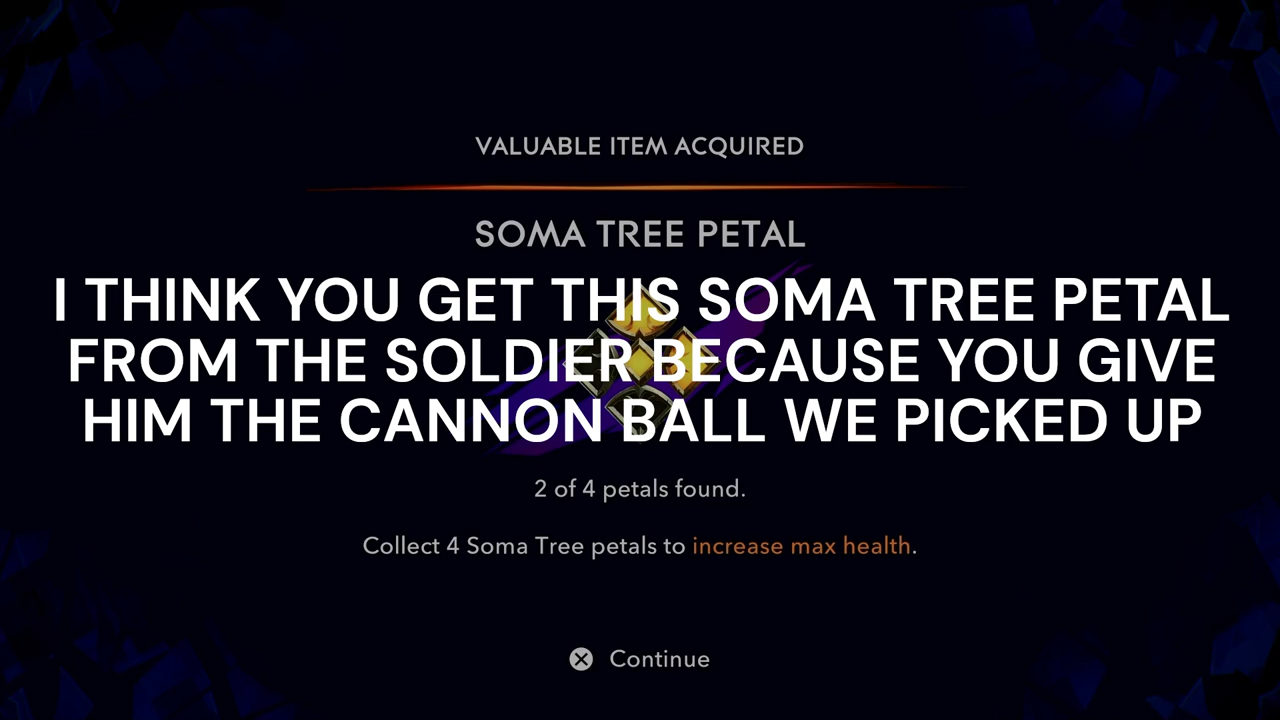 VALUABLE ITEM ACQUIRED
SOMA TREE PETAL
I THINK YOU GET THIS SOMA TREE PETAL
FROM THE SOLDIER BECAUSE YOU GIVE
HIM THE CANNON BALL WE PICKED UP
2 of 4 petals found.
Collect 4 Soma Tree petals to increase max health.
Continue